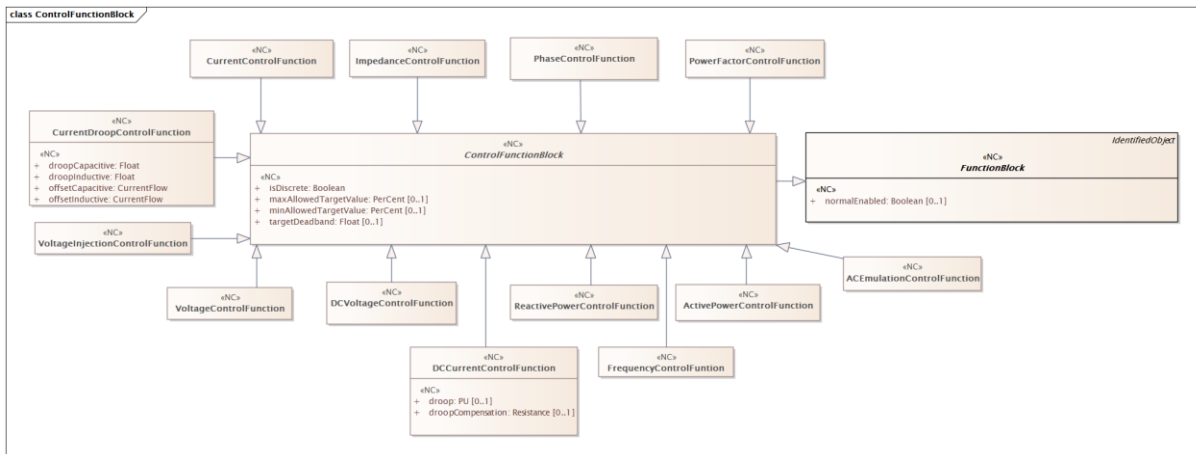 class ControlFunctionBlock
«NC»
CurrentControlFunction
«NC»
ImpedanceControlFunction
«NC»
PhaseControlFunction
«NC»
PowerFactorControlFunction
«NC»
CurrentDroopControlFunction
«NC»
+ droopCapacitive: Float
+ droopInductive: Float
+ offsetCapacitive: CurrentFlow
+ offsetInductive: CurrentFlow
«NC»
ControlFunctionBlock
«NC»
+ isDiscrete: Boolean
+ maxAllowedTargetValue: PerCent [0..1]
+ minAllowedTargetValue: PerCent [0..1]
+ targetDeadband: Float [0..1]
IdentifiedObject
«NC»
FunctionBlock
«NC»
+ normalEnabled: Boolean [0..1]
«NC»
VoltageInjectionControlFunction
«NC»
VoltageControlFunction
«NC»
DCVoltageControlFunction
«NC»
ReactivePowerControlFunction
«NC»
ActivePowerControlFunction
«NC»
ACEmulationControlFunction
«NC»
DCCurrentControlFunction
«NC»
+ droop: PU [0..1]
+ droopCompensation: Resistance [0..1]
«NC»
FrequencyControlFuntion